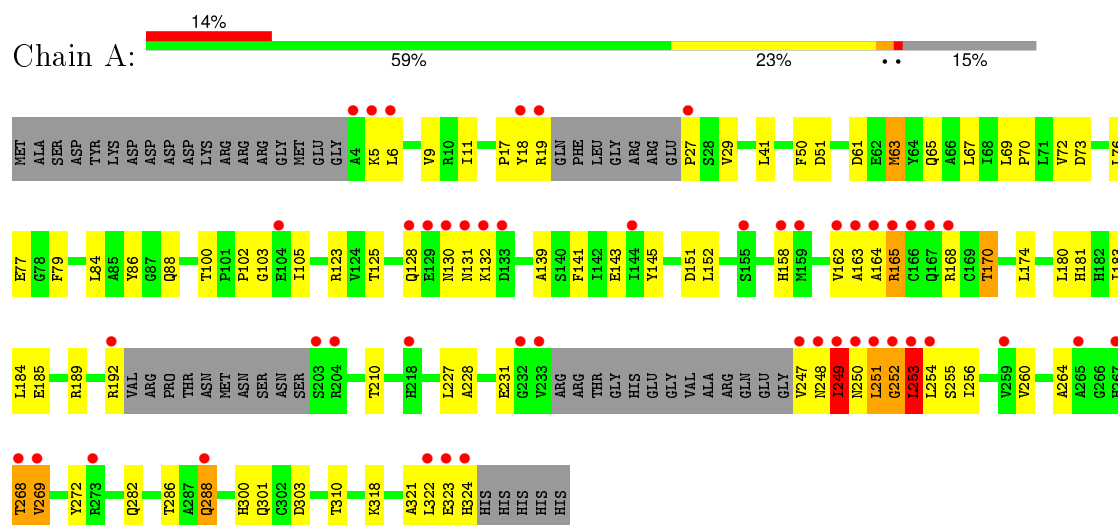 14%
Chain A:
59% 23% • • 15%
MET ALA SER ASP TYR LYS ASP ASP ASP ASP LYS ARG ARG ARG GLY MET GLU GLY A4 K5 L6 V9 R10 I11 P17 Y18 R19 GLN PHE LEU GLY ARG ARG GLU P27 S28 V29 L41 F50 D51 D61 E62 M63 Y64 Q65 A66 L67 I68 L69 P70 L71 V72 D73 L76
E77 G78 F79 L84 A85 Y86 G87 Q88 T100 P101 P102 G103 E104 I105 R123 V124 T125 Q128 E129 N130 N131 K132 D133 A139 S140 F141 I142 E143 I144 Y145 D151 L152 S155 H158 M159 V162 A163 A164 R165 C166 Q167 R168 C169 T170 L174 L180 H181 H182 I183
L184 E185 R189 R192 VAL ARG PRO THR ASN MET ASN SER ASN SER S203 R204 T210 H218 L227 A228 E231 G232 V233 ARG ARG THR GLY HIS GLU GLY VAL ALA ARG GLN GLU GLY V247 N248 I249 N250 L251 G252 L253 L254 S255 I256 V259 V260 A264 A265 G266 H267
T268 V269 Y272 R273 Q282 T286 A287 Q288 H300 Q301 C302 D303 T310 K318 A321 L322 E323 H324 HIS HIS HIS HIS HIS